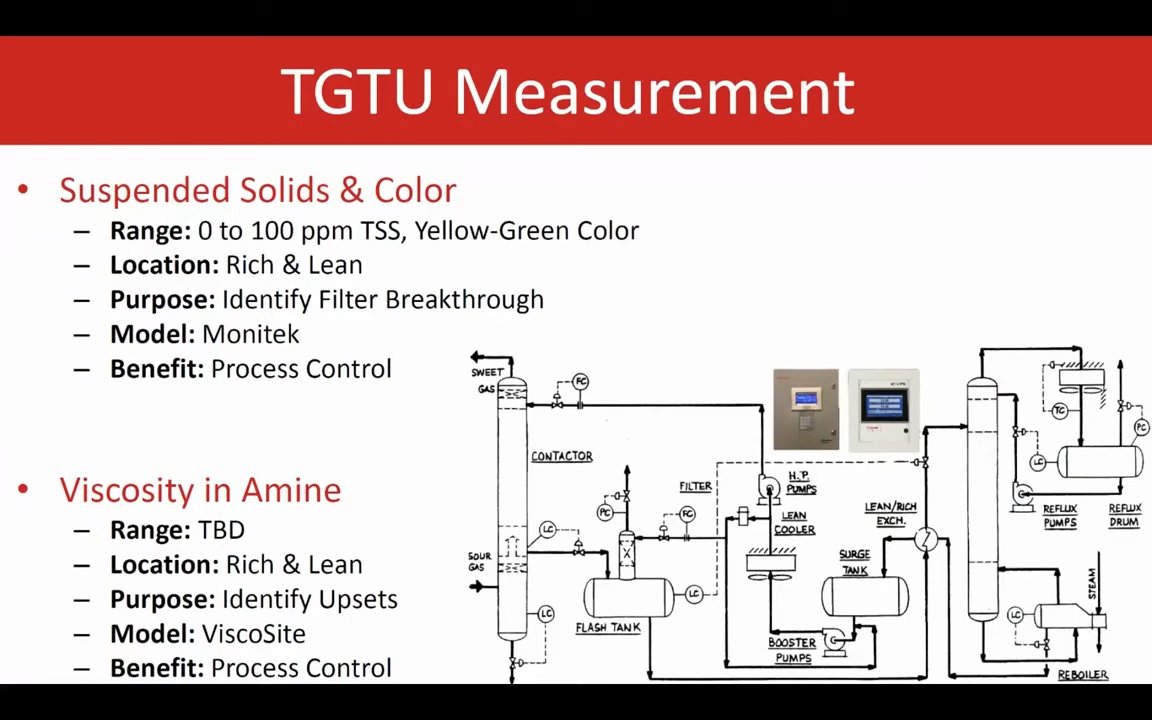 TGTU Measurement
• Suspended Solids & Color
– Range: 0 to 100 ppm TSS, Yellow-Green Color
– Location: Rich & Lean
– Purpose: Identify Filter Breakthrough
– Model: Monitek
– Benefit: Process Control
• Viscosity in Amine
– Range: TBD
– Location: Rich & Lean
– Purpose: Identify Upsets
– Model: ViscoSite
– Benefit: Process Control
SWEET
GAS
FC
CONTACTOR
LC
SOUR
GAS
LC
PC
FLASH TANK
LC
FILTER
FC
H.P.
PUMPS
LEAN
COOLER
BOOSTER
PUMPS
SURGE
TANK
LEAN/RICH
EXCH.
TC
PC
LC
REFLUX
PUMPS
REFLUX
DRUM
STEAM
LC
REBOILER